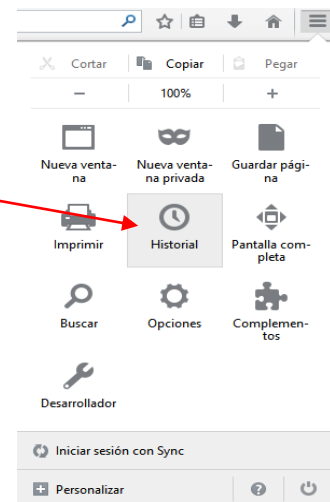 Cortar Copiar Pegar
− 100% +
Nueva venta-
na
Nueva venta-
na privada
Guardar pági-
na
Imprimir
Historial
Pantalla com-
pleta
Buscar
Opciones
Complemen-
tos
Desarrollador
Iniciar sesión con Sync
Personalizar